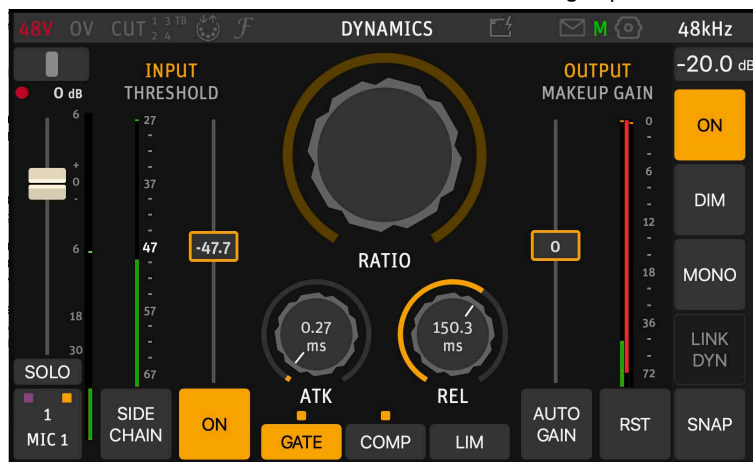 48V OV CUT 1 3 TB 2 4 F DYNAMICS M 48kHz
INPUT
THRESHOLD
OUTPUT
MAKEUP GAIN
-20.0 dB
0 dB
6
+
0
-
6
18
30
SOLO
1
MIC 1
27
-
-
37
-
-
47
-
-
57
-
-
67
-47.7
RATIO
0.27
ms
ATK
150.3
ms
REL
0
0
-
-
6
-
-
12
-
-
18
-
-
36
-
-
72
ON
DIM
MONO
LINK
DYN
SIDE
CHAIN
ON
GATE
COMP
LIM
AUTO
GAIN
RST
SNAP